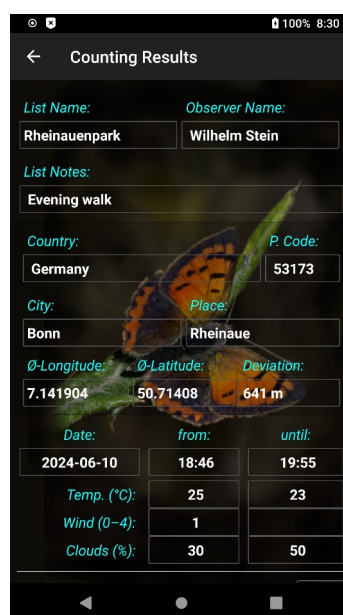 100% 8:30
Counting Results
List Name: Observer Name:
Rheinauenpark Wilhelm Stein
List Notes:
Evening walk
Country: P. Code:
Germany 53173
City: Place:
Bonn Rheinaue
Ø-Longitude: Ø-Latitude: Deviation:
7.141904 50.71408 641 m
Date: from: until:
2024-06-10 18:46 19:55
Temp. (°C): 25 23
Wind (0–4): 1
Clouds (%): 30 50